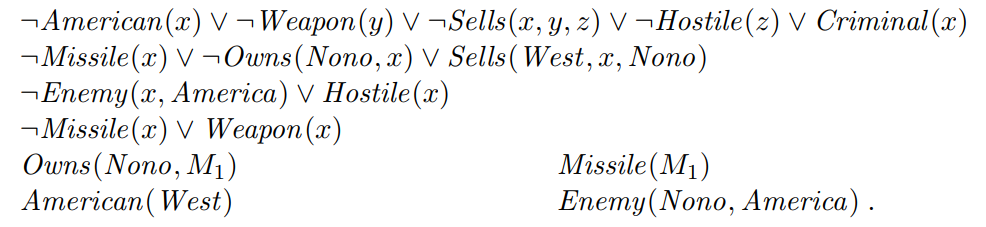 ¬American(x) ∨ ¬Weapon(y) ∨ ¬Sells(x, y, z) ∨ ¬Hostile(z) ∨ Criminal(x)
¬Missile(x) ∨ ¬Owns(Nono, x) ∨ Sells(West, x, Nono)
¬Enemy(x, America) ∨ Hostile(x)
¬Missile(x) ∨ Weapon(x)
Owns(Nono, M₁) Missile(M₁)
American(West) Enemy(Nono, America) .